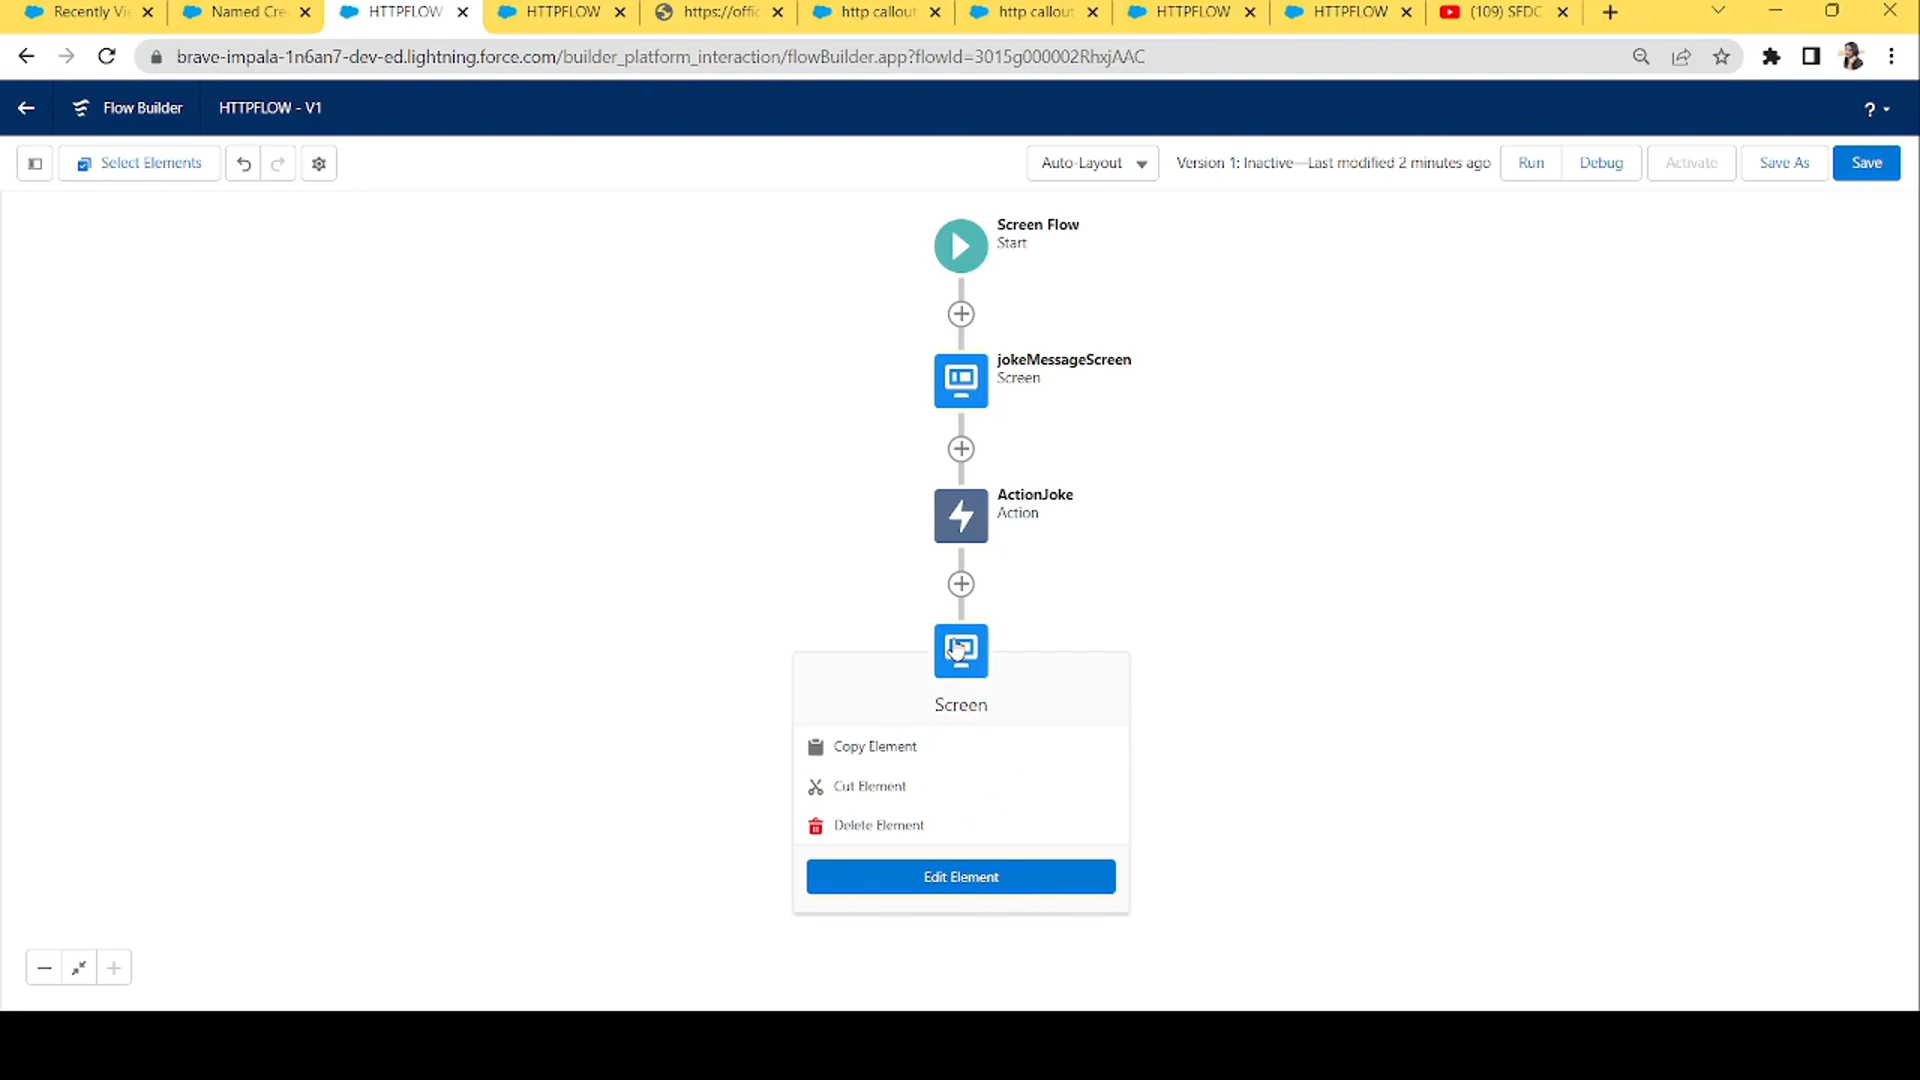 Recently Vi
Named Cre
HTTPFLOW
HTTPFLOW
https://offic
http callout
http callout
HTTPFLOW
HTTPFLOW
(109) SFDC
brave-impala-1n6an7-dev-ed.lightning.force.com/builder_platform_interaction/flowBuilder.app?flowId=3015g000002RhxjAAC
Flow Builder
HTTPFLOW - V1
?
Select Elements
Auto-Layout
Version 1: Inactive—Last modified 2 minutes ago
Run
Debug
Activate
Save As
Save
Screen Flow
Start
jokeMessageScreen
Screen
ActionJoke
Action
Screen
Copy Element
Cut Element
Delete Element
Edit Element